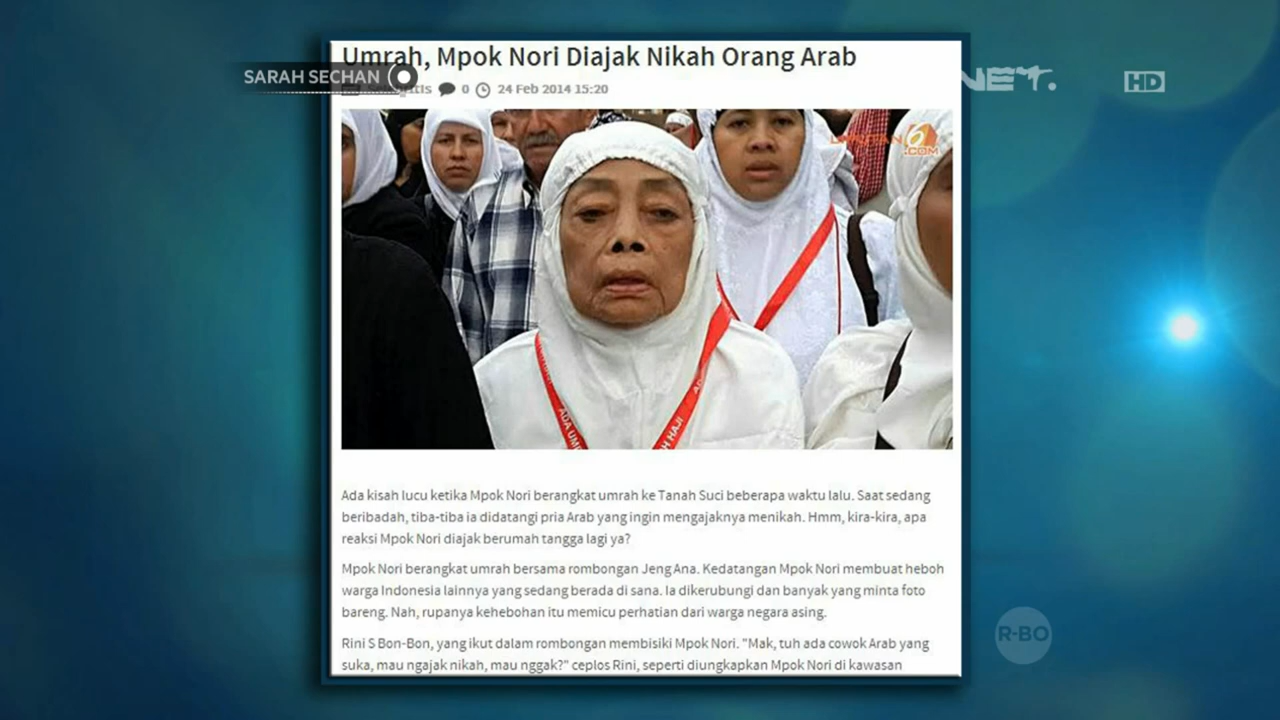 Umrah, Mpok Nori Diajak Nikah Orang Arab
SARAH SECHAN
0 24 Feb 2014 15:20
NET.
HD
.COM
ADA UM
H HAJI
Ada kisah lucu ketika Mpok Nori berangkat umrah ke Tanah Suci beberapa waktu lalu. Saat sedang
beribadah, tiba-tiba ia didatangi pria Arab yang ingin mengajaknya menikah. Hmm, kira-kira, apa
reaksi Mpok Nori diajak berumah tangga lagi ya?
Mpok Nori berangkat umrah bersama rombongan Jeng Ana. Kedatangan Mpok Nori membuat heboh
warga Indonesia lainnya yang sedang berada di sana. Ia dikerubungi dan banyak yang minta foto
bareng. Nah, rupanya kehebohan itu memicu perhatian dari warga negara asing.
Rini S Bon-Bon, yang ikut dalam rombongan membisiki Mpok Nori. "Mak, tuh ada cowok Arab yang
suka, mau ngajak nikah, mau nggak?" ceplos Rini, seperti diungkapkan Mpok Nori di kawasan
R-BO